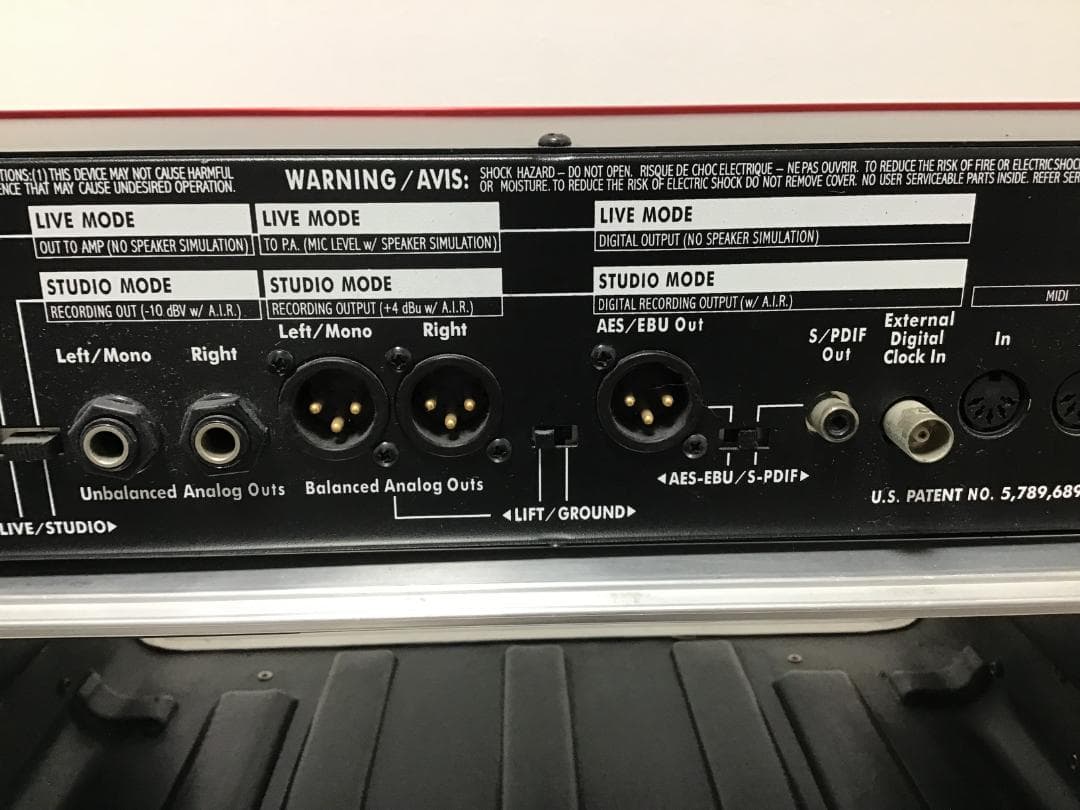 TIONS:(1) THIS DEVICE MAY NOT CAUSE HARMFUL
ENCE THAT MAY CAUSE UNDESIRED OPERATION.
WARNING/AVIS:
SHOCK HAZARD – DO NOT OPEN. RISQUE DE CHOC ELECTRIQUE – NE PAS OUVRIR. TO REDUCE THE RISK OF FIRE OR ELECTRIC SHOCK
OR MOISTURE. TO REDUCE THE RISK OF ELECTRIC SHOCK DO NOT REMOVE COVER. NO USER SERVICEABLE PARTS INSIDE. REFER SER
LIVE MODE
OUT TO AMP (NO SPEAKER SIMULATION)
LIVE MODE
TO P.A. (MIC LEVEL w/ SPEAKER SIMULATION)
LIVE MODE
DIGITAL OUTPUT (NO SPEAKER SIMULATION)
STUDIO MODE
RECORDING OUT (-10 dBV w/ A.I.R.)
STUDIO MODE
RECORDING OUTPUT (+4 dBu w/ A.I.R.)
STUDIO MODE
DIGITAL RECORDING OUTPUT (w/ A.I.R.)
MIDI
Left/Mono
Right
Left/Mono
Right
AES/EBU Out
S/PDIF
Out
External
Digital
Clock In
In
Unbalanced Analog Outs
Balanced Analog Outs
◄AES-EBU/S-PDIF►
LIVE/STUDIO►
◄LIFT/GROUND►
U.S. PATENT NO. 5,789,689